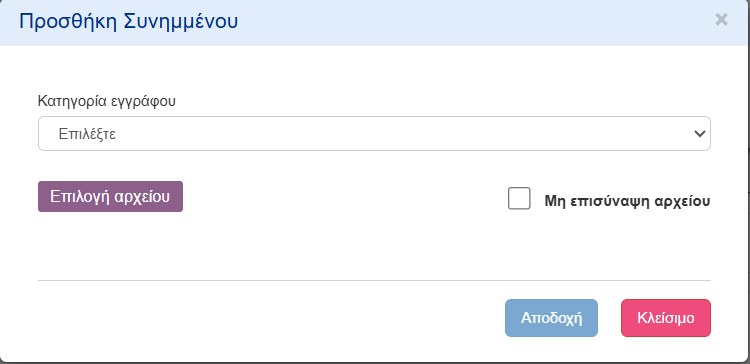 Προσθήκη Συνημμένου ×
Κατηγορία εγγράφου
Επιλέξτε
Επιλογή αρχείου Μη επισύναψη αρχείου
Αποδοχή Κλείσιμο